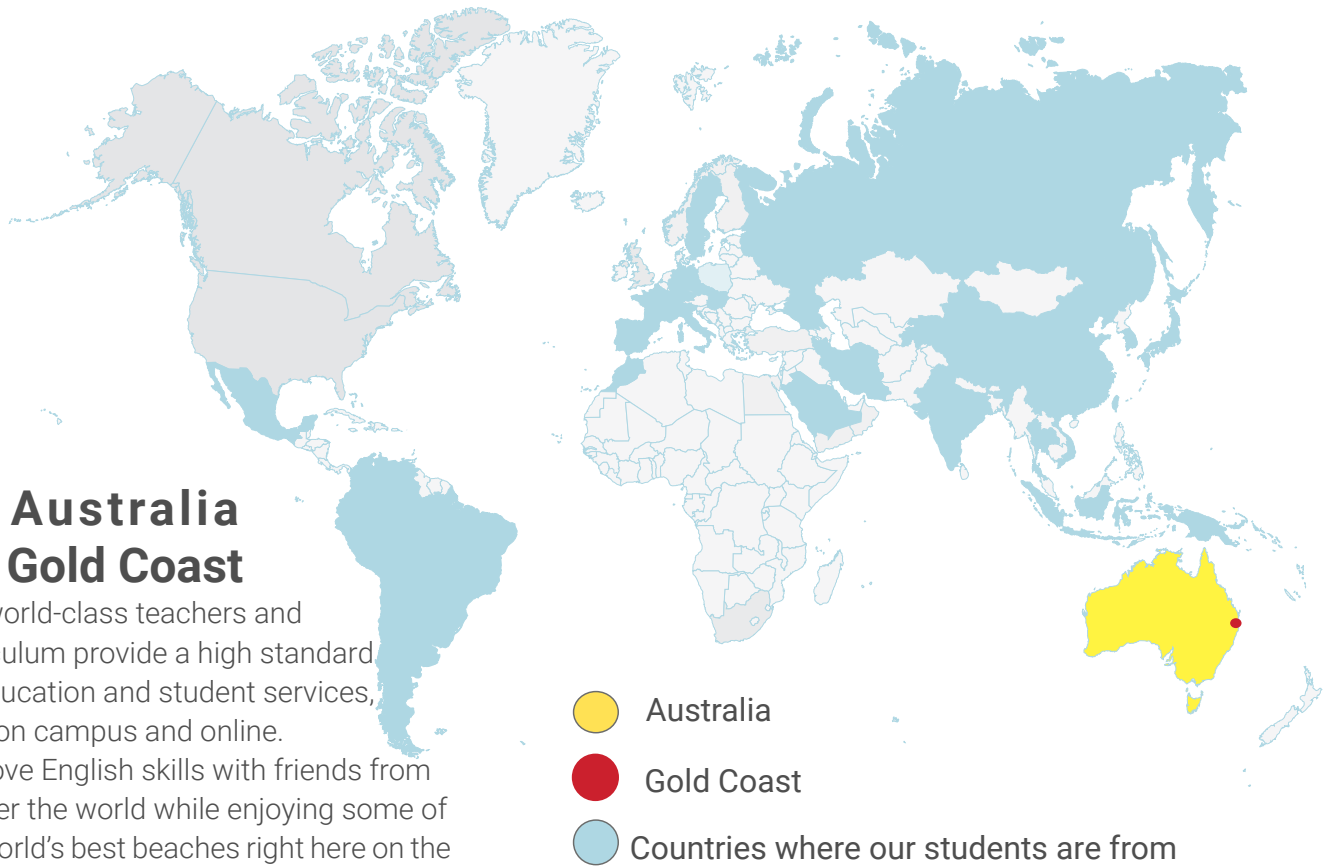 Australia
Gold Coast
world-class teachers and
ulum provide a high standard
ucation and student services,
on campus and online.
ove English skills with friends from
er the world while enjoying some of
orld's best beaches right here on the
Australia
Gold Coast
Countries where our students are from